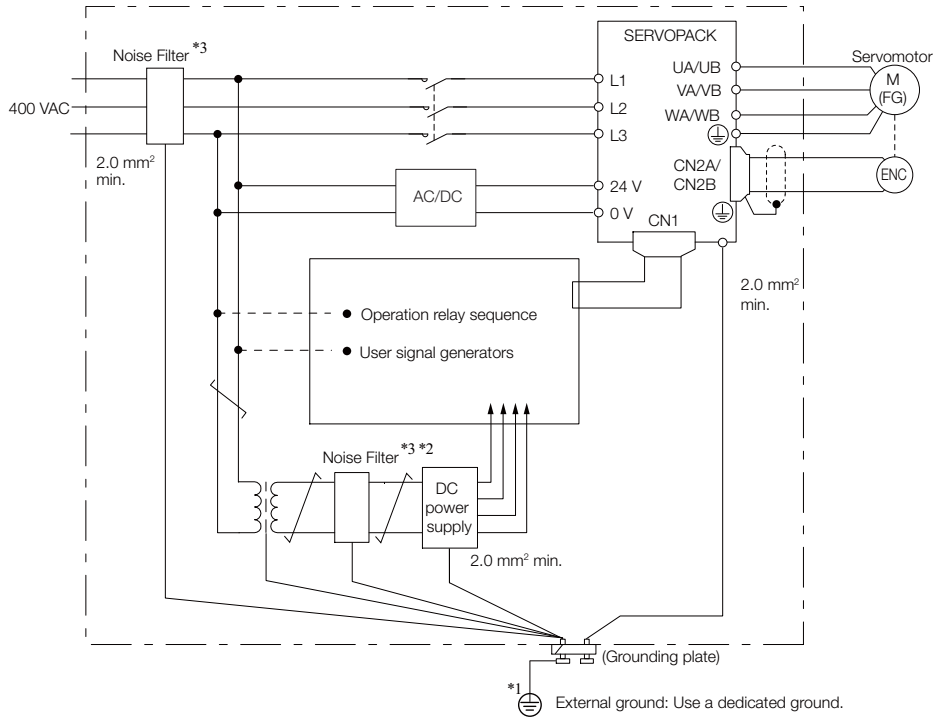 SERVOPACK
Noise Filter *3
Servomotor
UA/UB
M
(FG)
L1
VA/VB
400 VAC
L2
WA/WB
L3
2.0 mm² min.
CN2A/
CN2B
ENC
AC/DC
24 V
0 V
CN1
2.0 mm²
min.
Operation relay sequence
User signal generators
Noise Filter *3 *2
DC
power
supply
2.0 mm² min.
(Grounding plate)
*1
External ground: Use a dedicated ground.